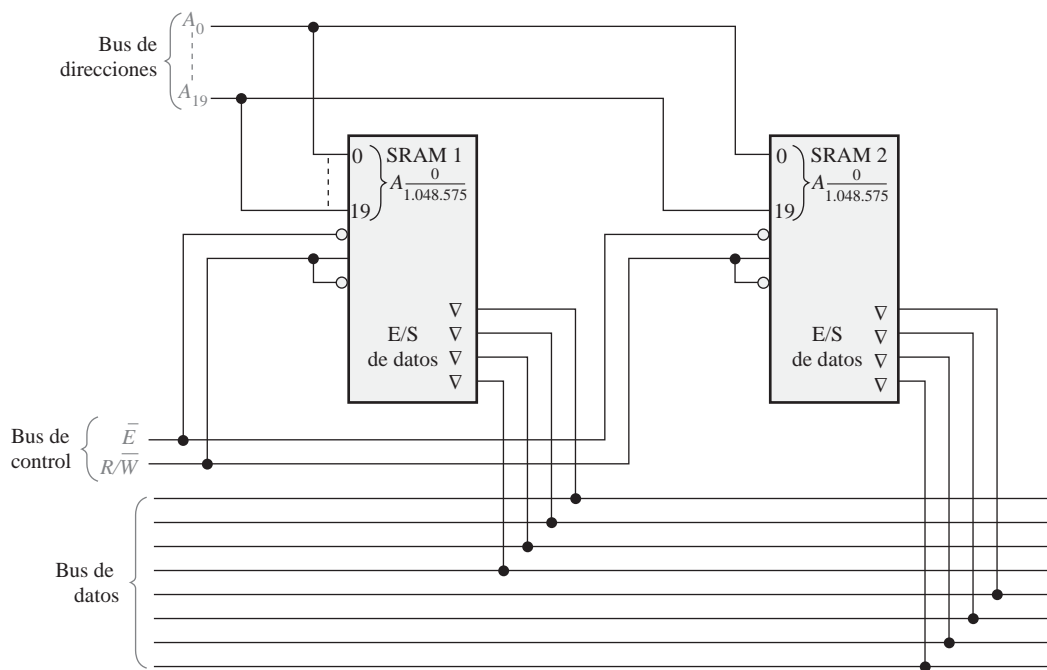 A0
Bus de
direcciones
A19
0
SRAM 1
A 0/1.048.575
19
E/S
de datos
∇
∇
∇
∇
0
SRAM 2
A 0/1.048.575
19
E/S
de datos
∇
∇
∇
∇
Bus de
control
E̅
R/W̅
Bus de
datos